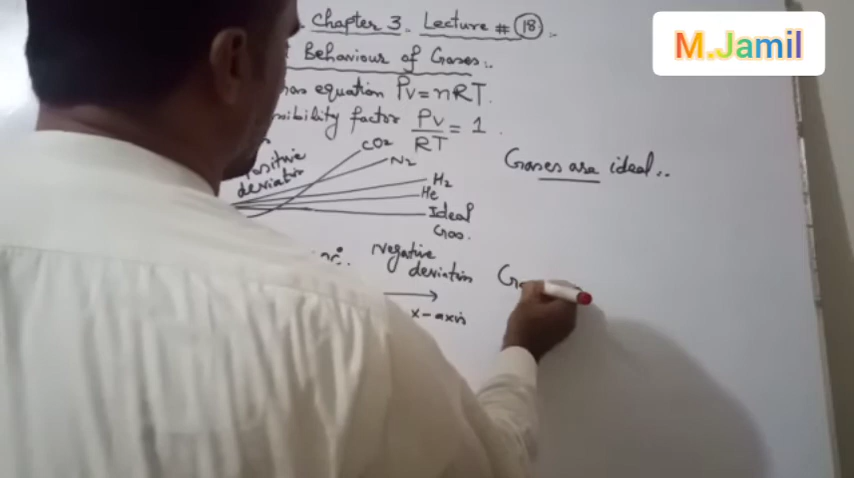 Chapter 3. Lecture # 18 :.
M.Jamil
Behaviour of Gases:.
equation PV=nRT.
factor PV/RT = 1.
CO2
N2
Positive
deviation
H2
He
Ideal
Gas.
Gases are ideal..
0°C.
Negative
deviation
x-axis